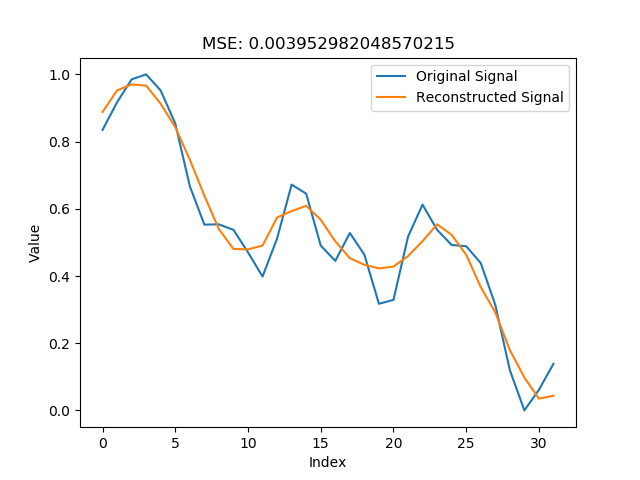 MSE: 0.003952982048570215
Original Signal
Reconstructed Signal
1.0
0.8
0.6
0.4
0.2
0.0
Value
0 5 10 15 20 25 30
Index